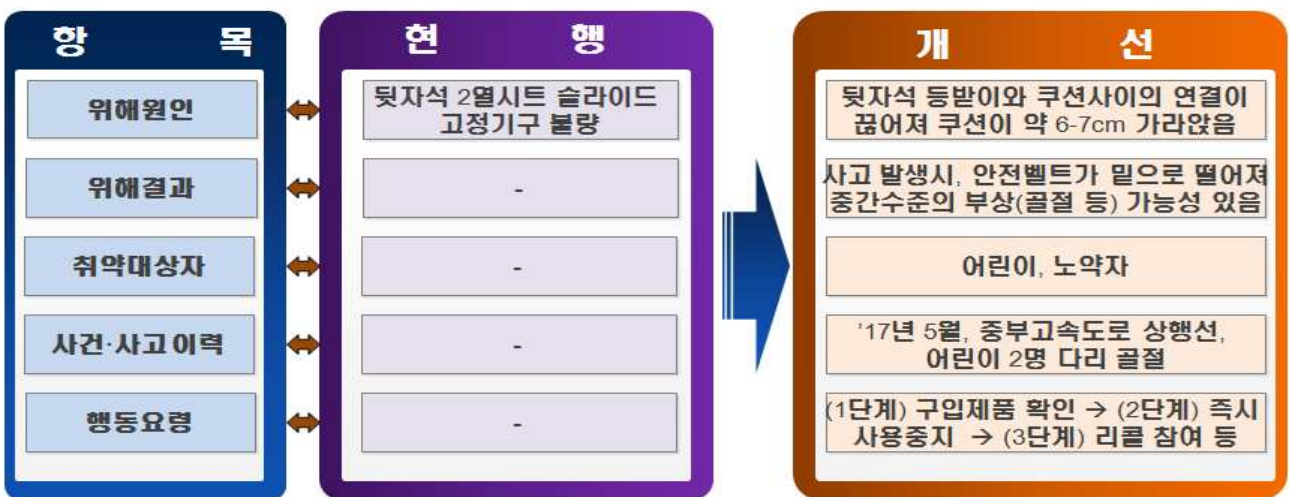 항 목
현 행
개 선
위해원인
뒷자석 2열시트 슬라이드
고정기구 불량
뒷자석 등받이와 쿠션사이의 연결이
끊어져 쿠션이 약 6-7cm 가라앉음
위해결과
-
사고 발생시, 안전벨트가 밑으로 떨어져
중간수준의 부상(골절 등) 가능성 있음
취약대상자
-
어린이, 노약자
사건·사고이력
-
’17년 5월, 중부고속도로 상행선,
어린이 2명 다리 골절
행동요령
-
(1단계) 구입제품 확인 → (2단계) 즉시
사용중지 → (3단계) 리콜 참여 등